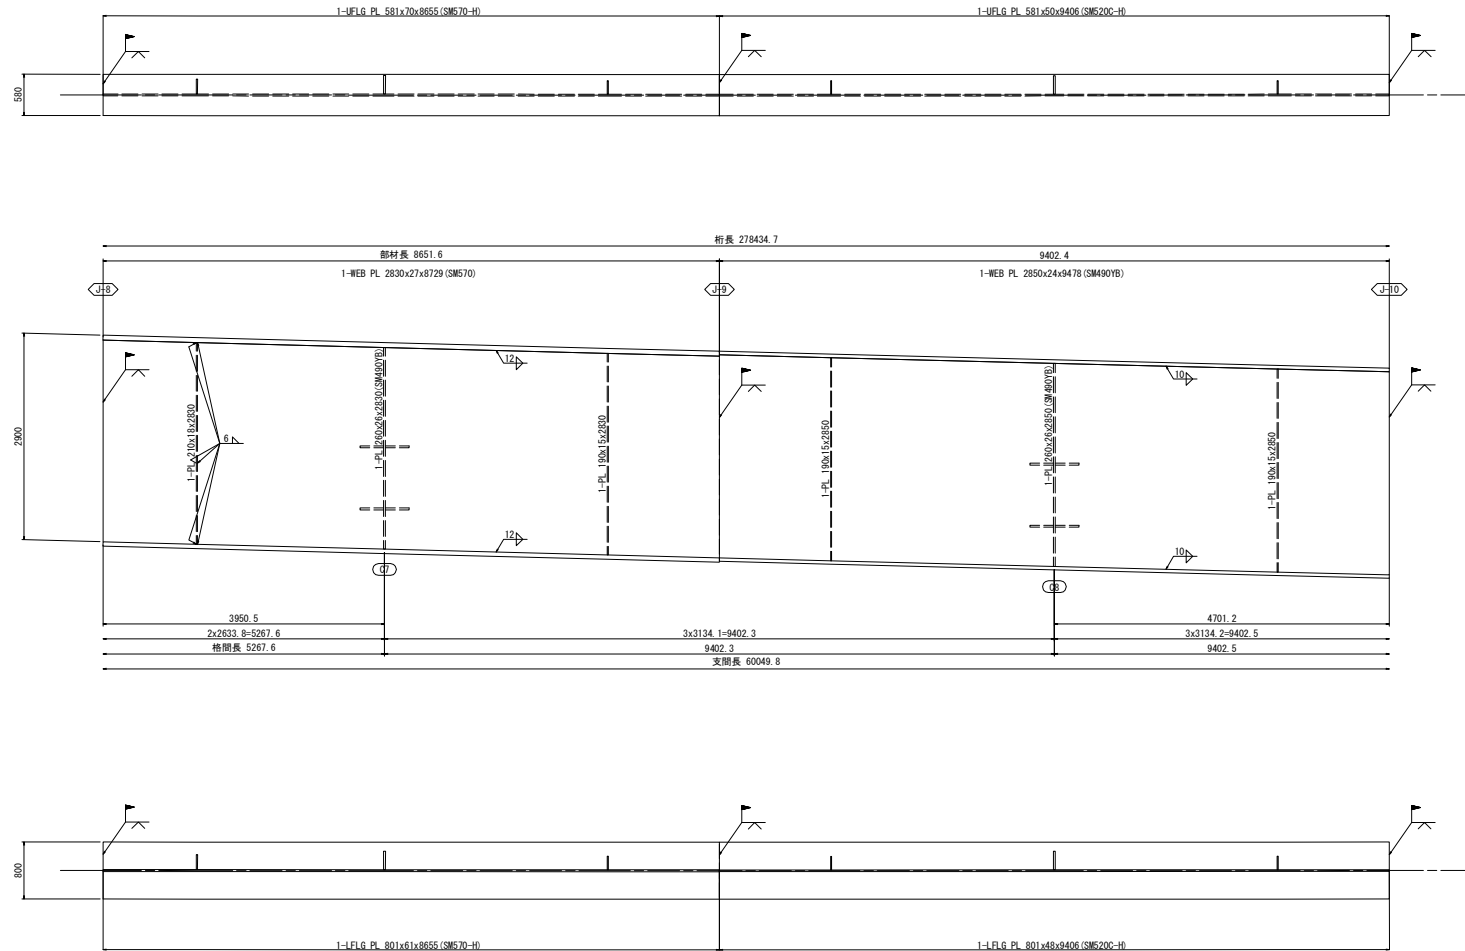 1-UFLG PL 581x70x8655(SM570-H)
1-UFLG PL 581x50x9406(SM520C-H)
580
桁長 278434.7
部材長 8651.6
9402.4
1-WEB PL 2830x27x8729(SM570)
1-WEB PL 2850x24x9478(SM490YB)
J-8
J-9
J-10
2900
1-PL 210x18x2830
6
1-PL 260x26x2830(SM490YB)
12
1-PL 190x15x2830
12
1-PL 190x15x2850
1-PL 260x26x2850(SM490YB)
10
1-PL 190x15x2850
10
C7
C8
3950.5
4701.2
2x2633.8=5267.6
3x3134.1=9402.3
3x3134.2=9402.5
格間長 5267.6
9402.3
9402.5
支間長 60049.8
800
1-LFLG PL 801x61x8655(SM570-H)
1-LFLG PL 801x48x9406(SM520C-H)